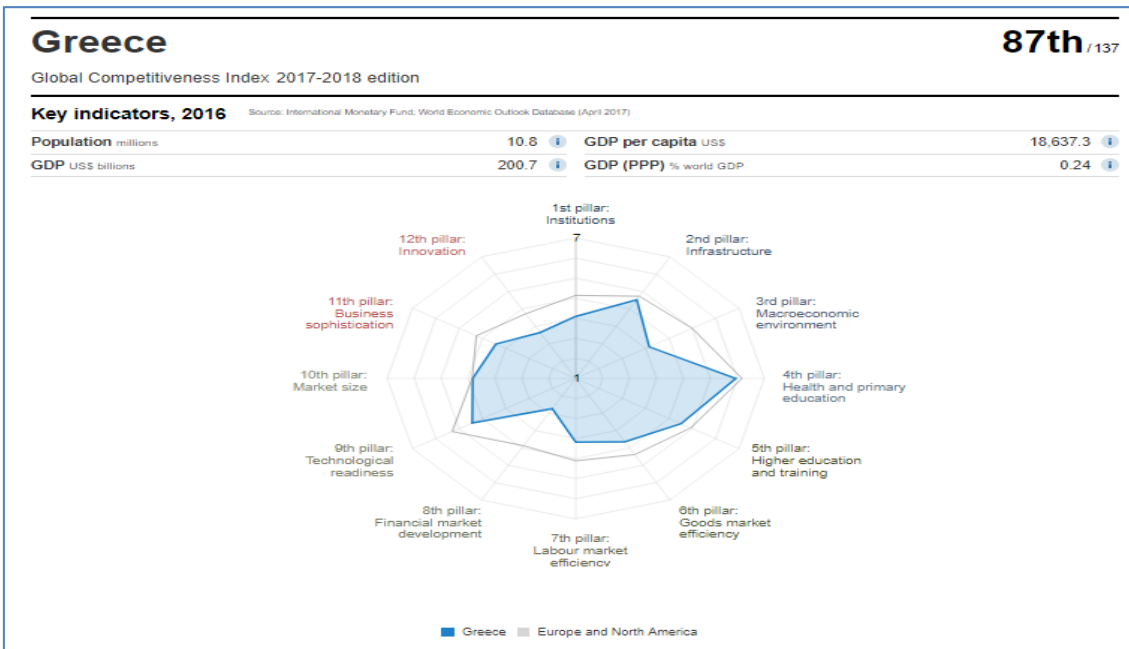 Greece
87th /137
Global Competitiveness Index 2017-2018 edition
Key indicators, 2016 Source: International Monetary Fund; World Economic Outlook Database (April 2017)
Population millions 10.8 i GDP per capita US$ 18,637.3 i
GDP US$ billions 200.7 i GDP (PPP) % world GDP 0.24 i
1st pillar:
Institutions
7
12th pillar:
Innovation
2nd pillar:
Infrastructure
11th pillar:
Business
sophistication
3rd pillar:
Macroeconomic
environment
10th pillar:
Market size
1
4th pillar:
Health and primary
education
9th pillar:
Technological
readiness
5th pillar:
Higher education
and training
8th pillar:
Financial market
development
7th pillar:
Labour market
efficiency
6th pillar:
Goods market
efficiency
Greece Europe and North America